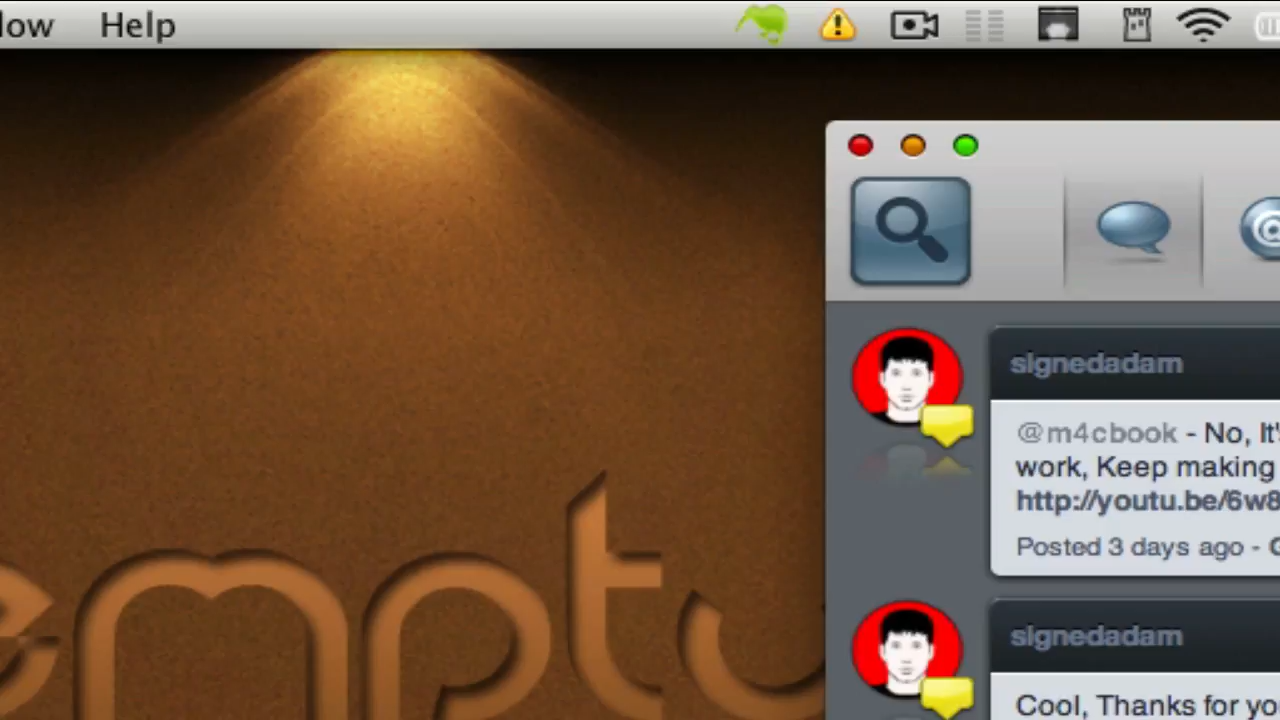 Help
signedadam
@m4cbook - No, It's
work, Keep making
http://youtu.be/6w8
Posted 3 days ago -
signedadam
Cool, Thanks for yo
empty